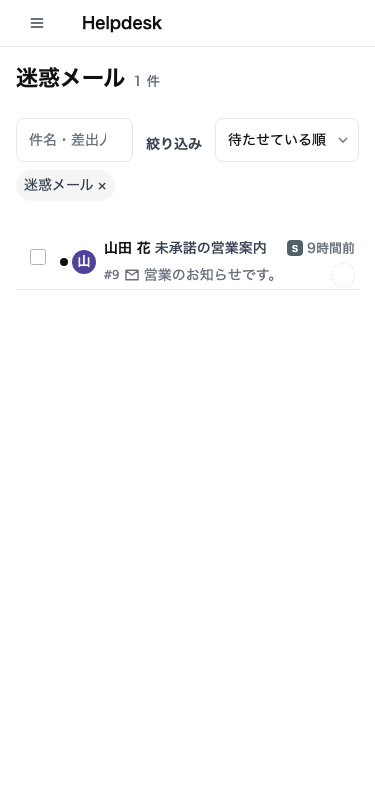 Helpdesk
迷惑メール 1 件
件名・差出人
絞り込み
待たせている順
迷惑メール ×
山 山田 花 未承諾の営業案内 S 9時間前
#9 営業のお知らせです。